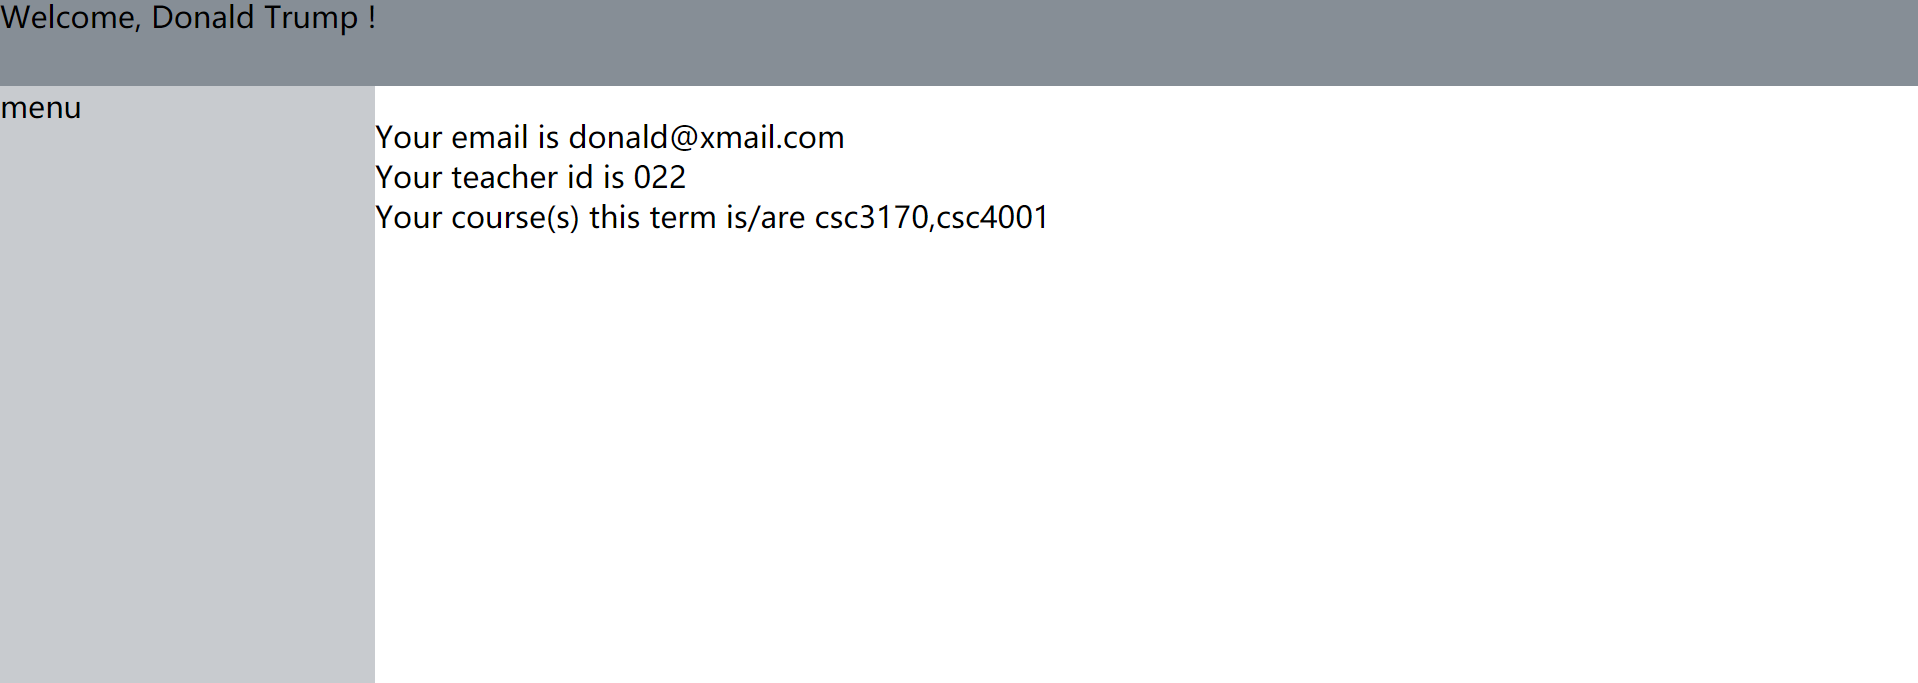 Welcome, Donald Trump !
menu
Your email is donald@xmail.com
Your teacher id is 022
Your course(s) this term is/are csc3170,csc4001